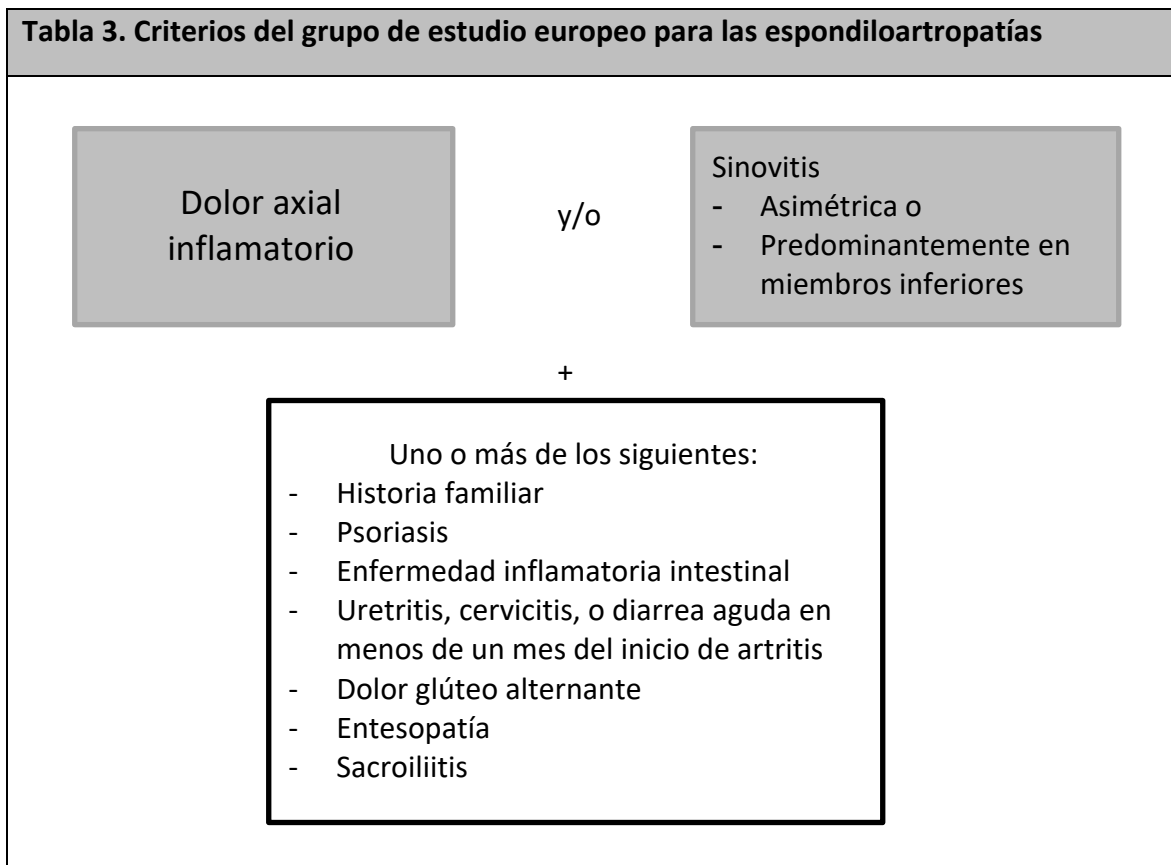 Tabla 3. Criterios del grupo de estudio europeo para las espondiloartropatías
Dolor axial
inflamatorio
y/o
Sinovitis
- Asimétrica o
- Predominantemente en
miembros inferiores
+
Uno o más de los siguientes:
- Historia familiar
- Psoriasis
- Enfermedad inflamatoria intestinal
- Uretritis, cervicitis, o diarrea aguda en
menos de un mes del inicio de artritis
- Dolor glúteo alternante
- Entesopatía
- Sacroiliitis